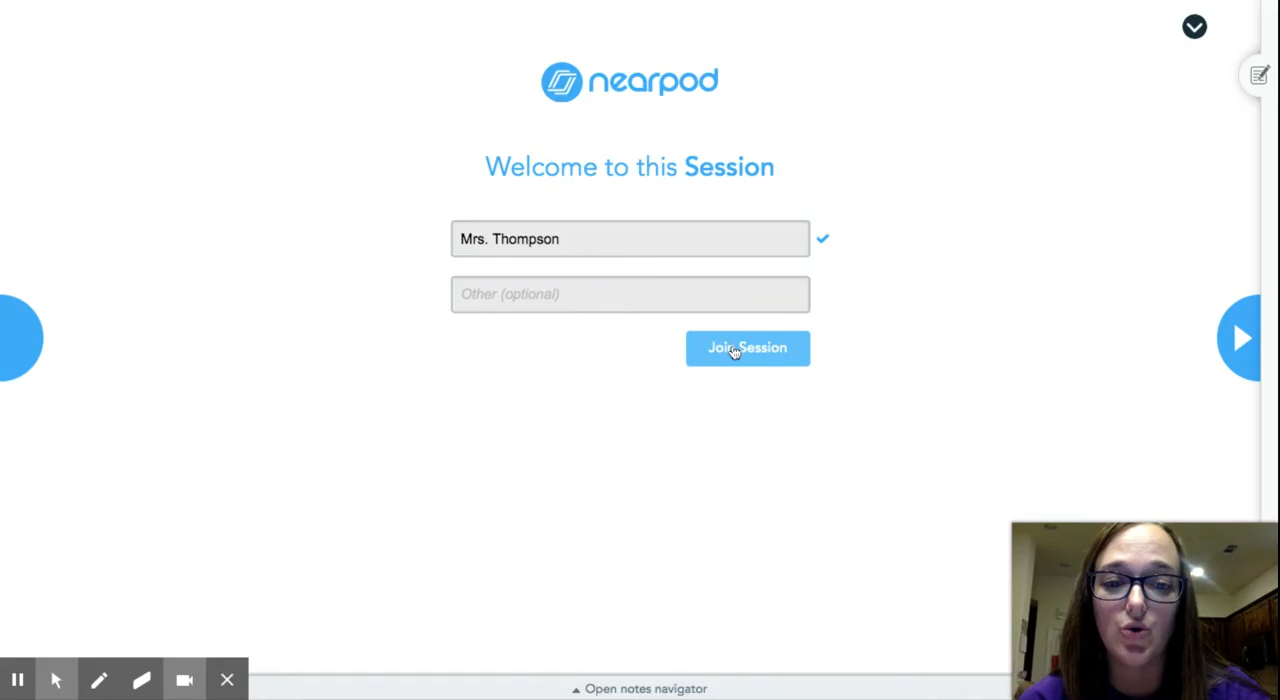 nearpod
Welcome to this Session
Mrs. Thompson
Other (optional)
Join Session
Open notes navigator